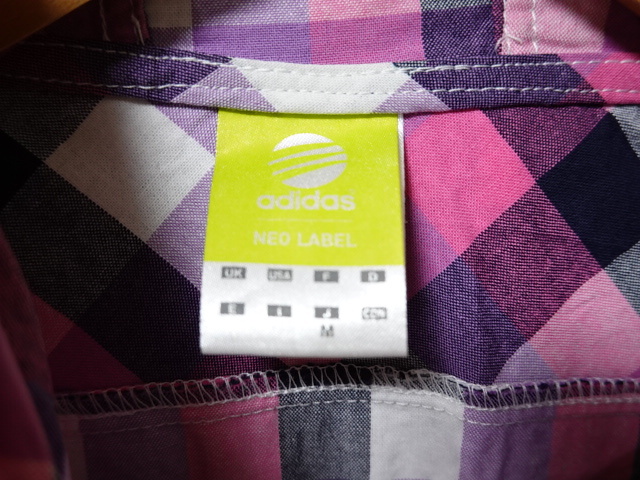 adidas
NEO LABEL
UK USA F D
E I J
M